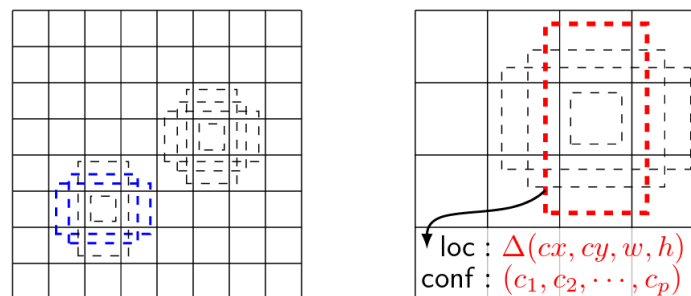 loc : Δ(cx, cy, w, h)
conf : (c₁, c₂, ⋯, cₚ)